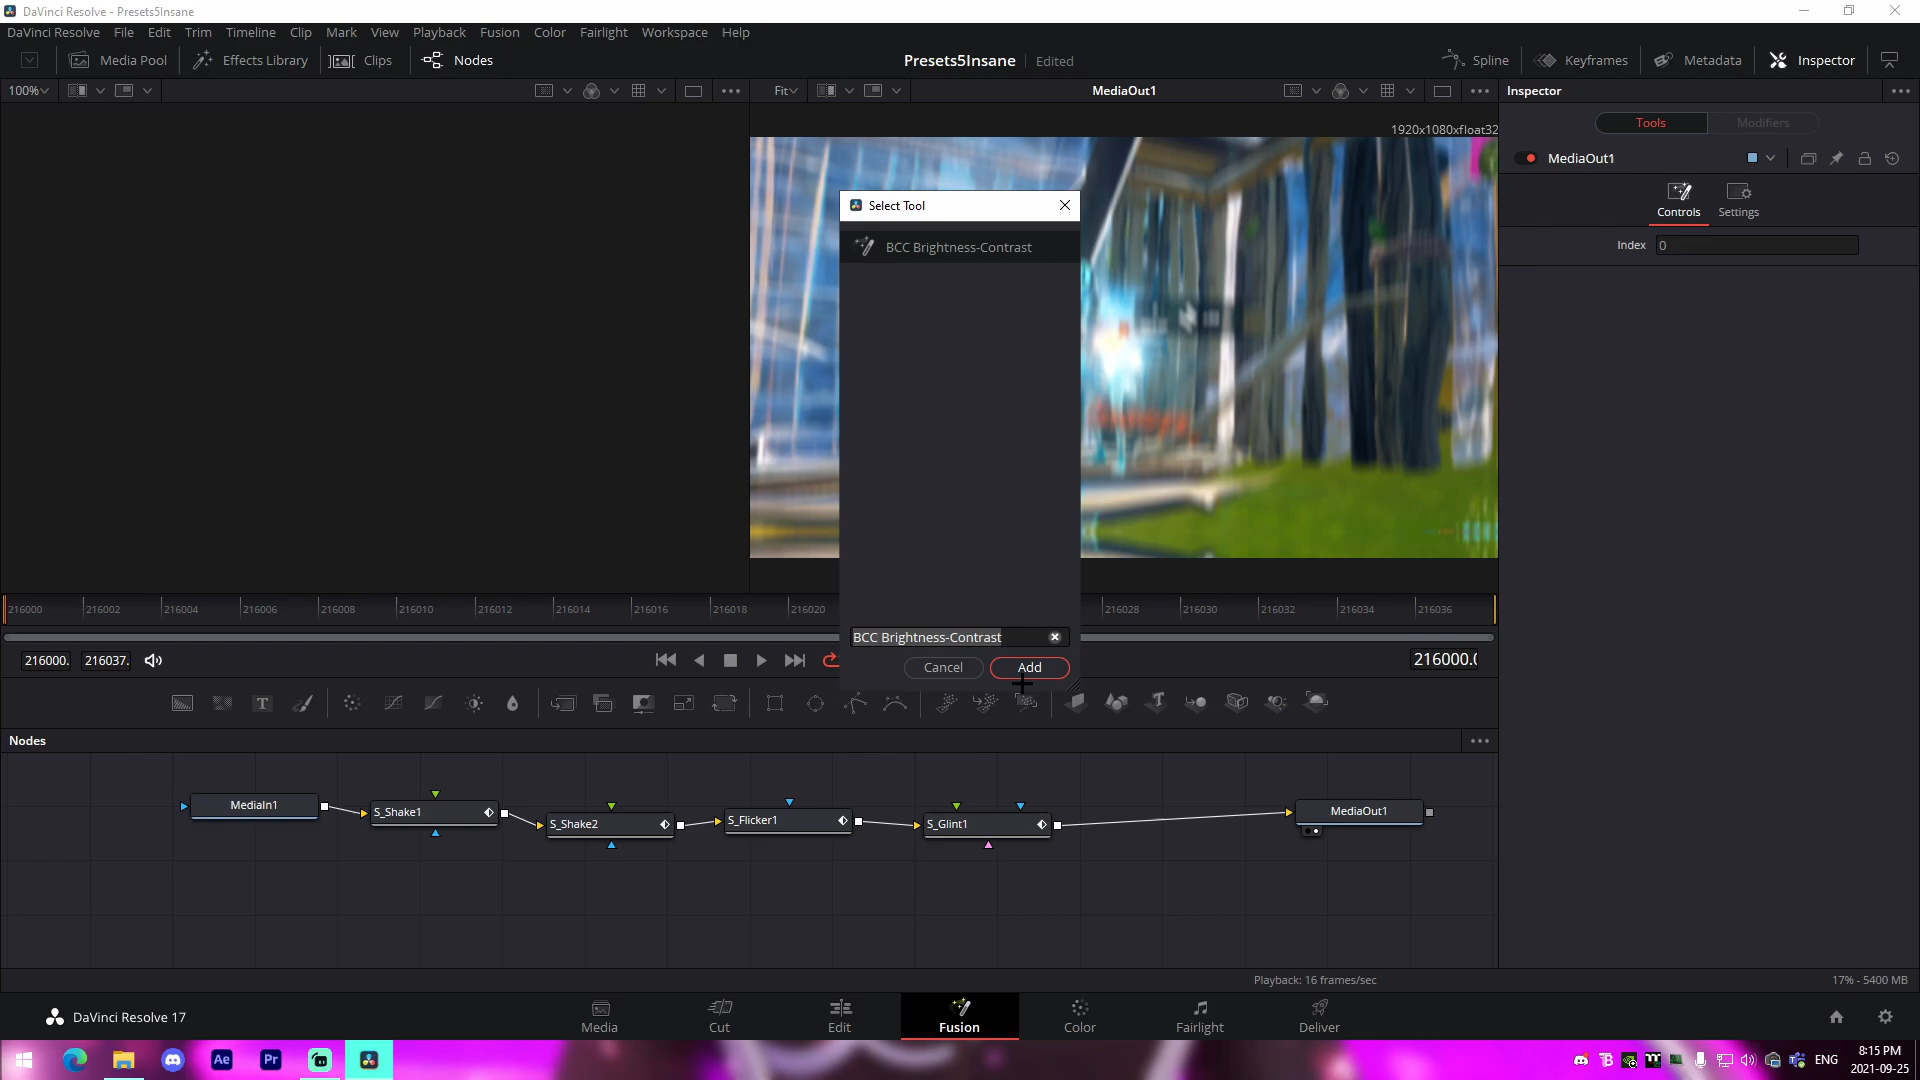 DaVinci Resolve - Presets5Insane
DaVinci Resolve File Edit Trim Timeline Clip Mark View Playback Fusion Color Fairlight Workspace Help
Media Pool Effects Library Clips Nodes Presets5Insane Edited Spline Keyframes Metadata Inspector
100% Fit MediaOut1 Inspector
1920x1080xfloat32
Tools Modifiers
MediaOut1
Controls Settings
Index 0
Select Tool
BCC Brightness-Contrast
216000 216002 216004 216006 216008 216010 216012 216014 216016 216018 216020 216028 216030 216032 216034 216036
BCC Brightness-Contrast
216000. 216037. 216000.0
Cancel Add
Nodes
MediaIn1 S_Shake1 S_Shake2 S_Flicker1 S_Glint1 MediaOut1
Playback: 16 frames/sec 17% - 5400 MB
DaVinci Resolve 17 Media Cut Edit Fusion Color Fairlight Deliver
Ae Pr ENG 8:15 PM
2021-09-25